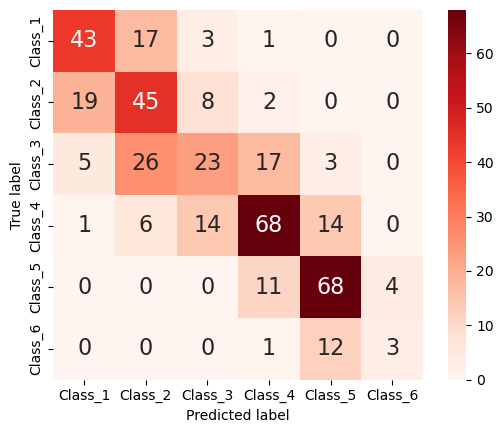 True label
Class_1 43 17 3 1 0 0
Class_2 19 45 8 2 0 0
Class_3 5 26 23 17 3 0
Class_4 1 6 14 68 14 0
Class_5 0 0 0 11 68 4
Class_6 0 0 0 1 12 3
Class_1 Class_2 Class_3 Class_4 Class_5 Class_6
Predicted label
60
50
40
30
20
10
0